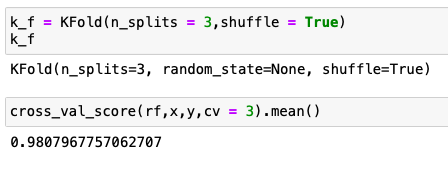 k_f = KFold(n_splits = 3,shuffle = True)
k_f
KFold(n_splits=3, random_state=None, shuffle=True)
cross_val_score(rf,x,y,cv = 3).mean()
0.9807967757062707